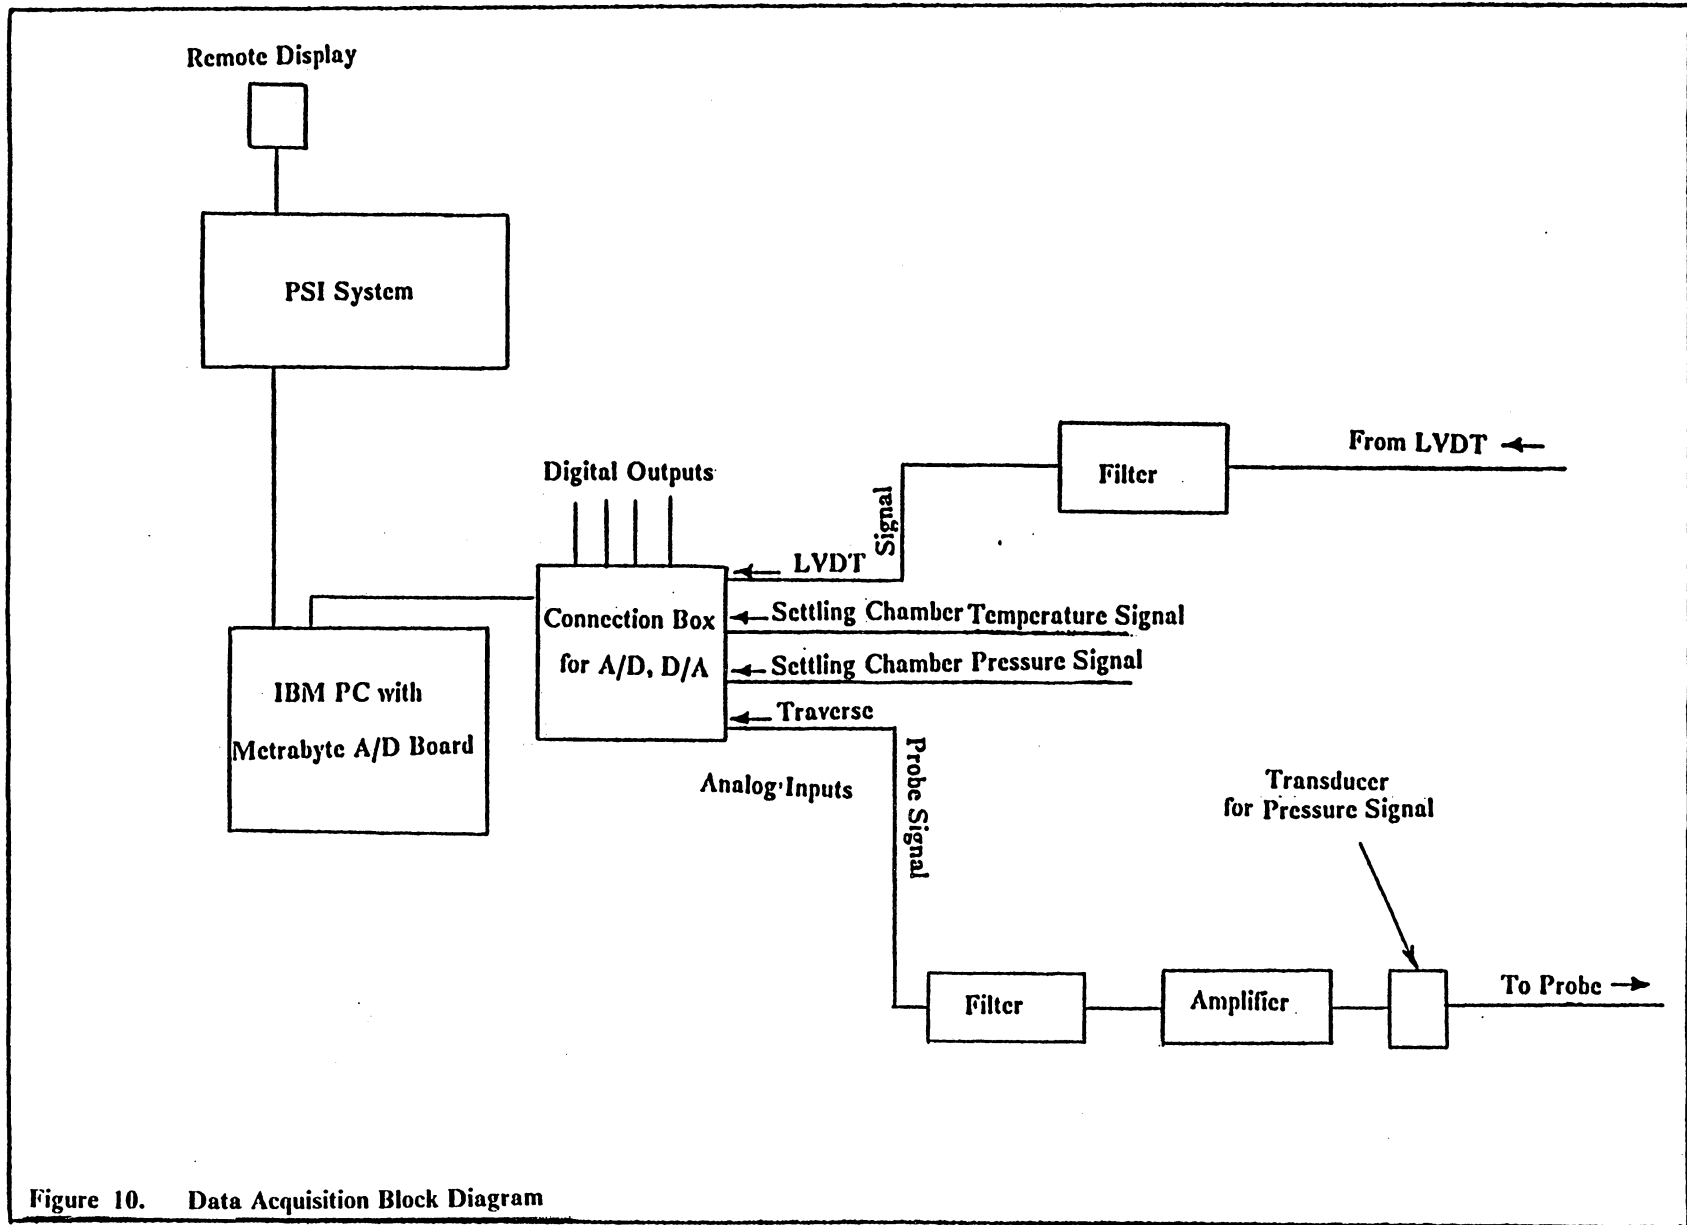 Remote Display
PSI System
Digital Outputs
From LVDT
Filter
Signal
LVDT
Connection Box
for A/D, D/A
Settling Chamber Temperature Signal
Settling Chamber Pressure Signal
Traverse
Probe Signal
Analog Inputs
IBM PC with
Metrabyte A/D Board
Transducer
for Pressure Signal
Filter
Amplifier
To Probe
Figure 10. Data Acquisition Block Diagram